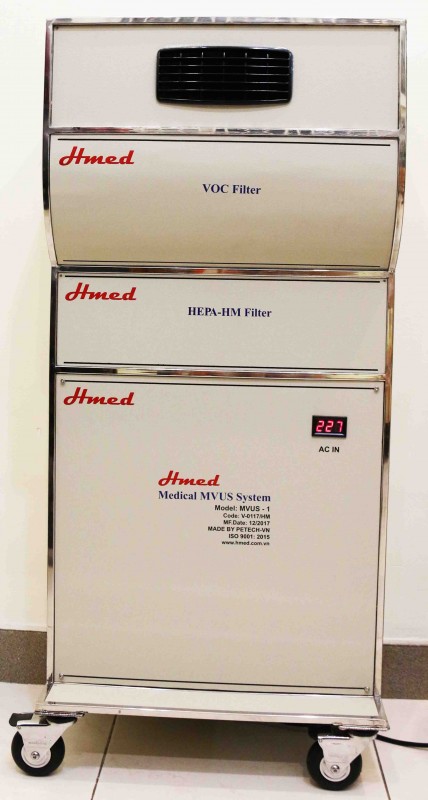 Hmed
VOC Filter
Hmed
HEPA-HM Filter
Hmed
227
AC IN
Hmed
Medical MVUS System
Model: MVUS - 1
Code: V-0117/HM
MF.Date: 12/2017
MADE BY PETECH-VN
ISO 9001: 2015
www.hmed.com.vn